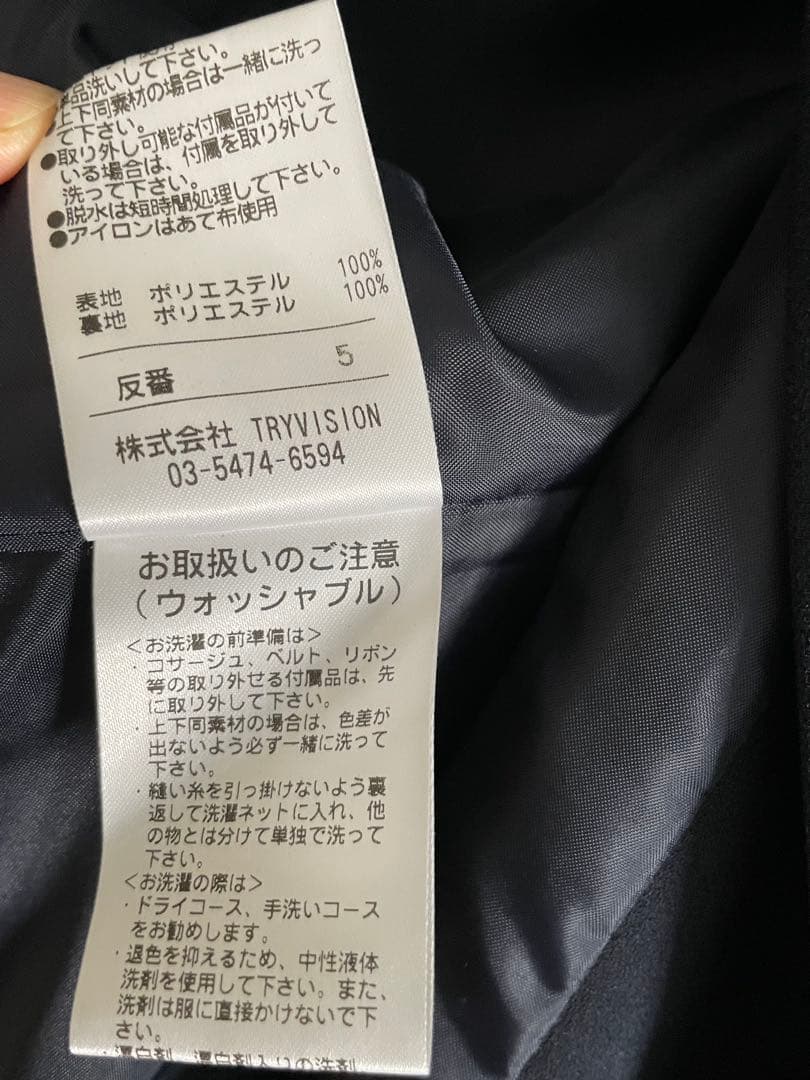 品洗いして下さい。
●上下同素材の場合は一緒に洗っ
て下さい。
●取り外し可能な付属品が付いて
いる場合は、付属を取り外して
洗って下さい。
●脱水は短時間処理して下さい。
●アイロンはあて布使用
表地 ポリエステル 100%
裏地 ポリエステル 100%
反番 5
株式会社 TRYVISION
03-5474-6594
お取扱いのご注意
(ウォッシャブル)
<お洗濯の前準備は>
・コサージュ、ベルト、リボン
等の取り外せる付属品は、先
に取り外して下さい。
・上下同素材の場合は、色差が
出ないよう必ず一緒に洗って
下さい。
・縫い糸を引っ掛けないよう裏
返して洗濯ネットに入れ、他
の物とは分けて単独で洗って
下さい。
<お洗濯の際は>
・ドライコース、手洗いコース
をお勧めします。
・退色を抑えるため、中性液体
洗剤を使用して下さい。また、
洗剤は服に直接かけないで下
さい。
・漂白剤、漂白剤入りの洗剤